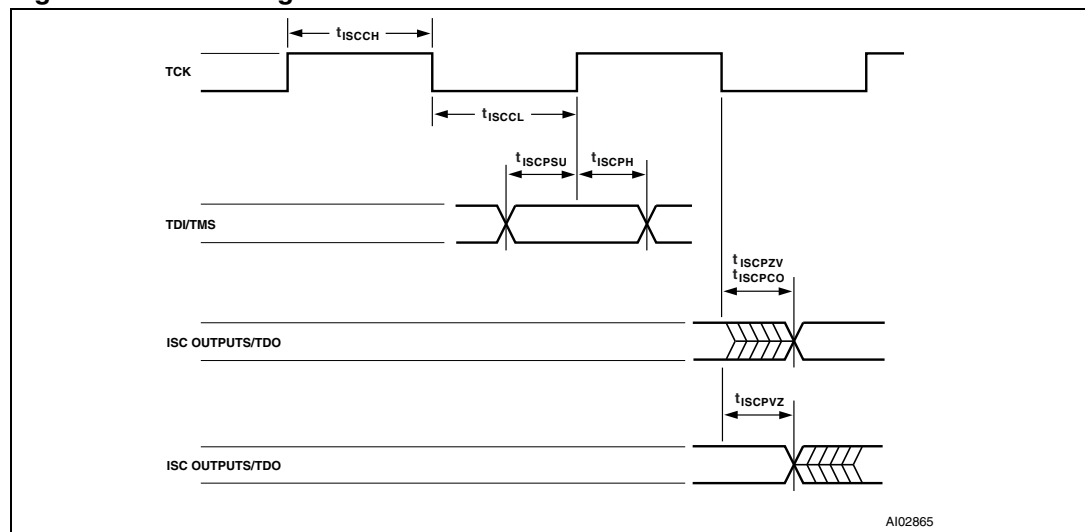 tISCCH
TCK
tISCCL
tISCPSU
tISCPH
TDI/TMS
tISCPZV
tISCPCO
ISC OUTPUTS/TDO
tISCPVZ
ISC OUTPUTS/TDO
AI02865